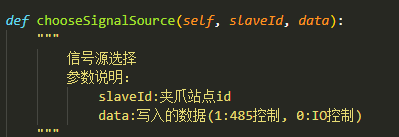 def chooseSignalSource(self, slaveId, data):
"""
信号源选择
参数说明:
slaveId:夹爪站点id
data:写入的数据(1:485控制, 0:IO控制)
"""